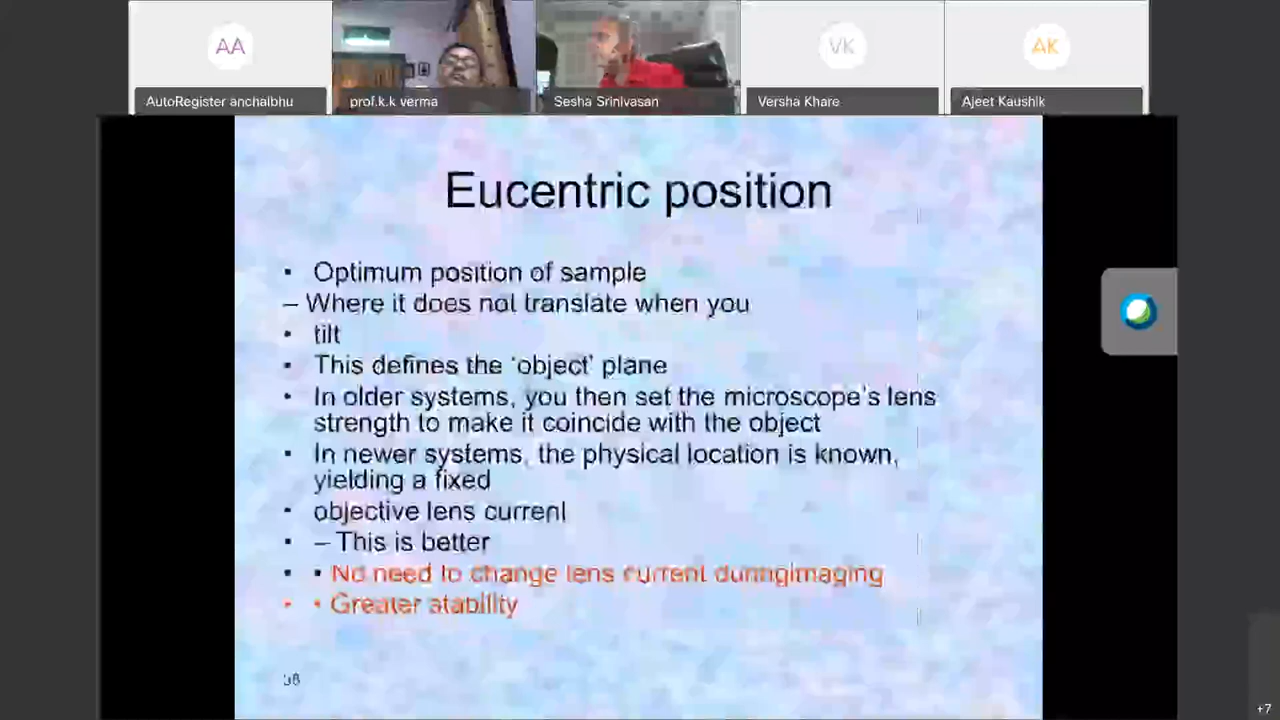 AA
VK
AK
AutoRegister anchalbhu
prof.k.k verma
Sesha Srinivasan
Versha Khare
Ajeet Kaushik
Eucentric position
• Optimum position of sample
– Where it does not translate when you
• tilt
• This defines the ‘object’ plane
• In older systems, you then set the microscope’s lens
strength to make it coincide with the object
• In newer systems, the physical location is known,
yielding a fixed
• objective lens current
• – This is better
• • No need to change lens current duringimaging
• • Greater stability
+7